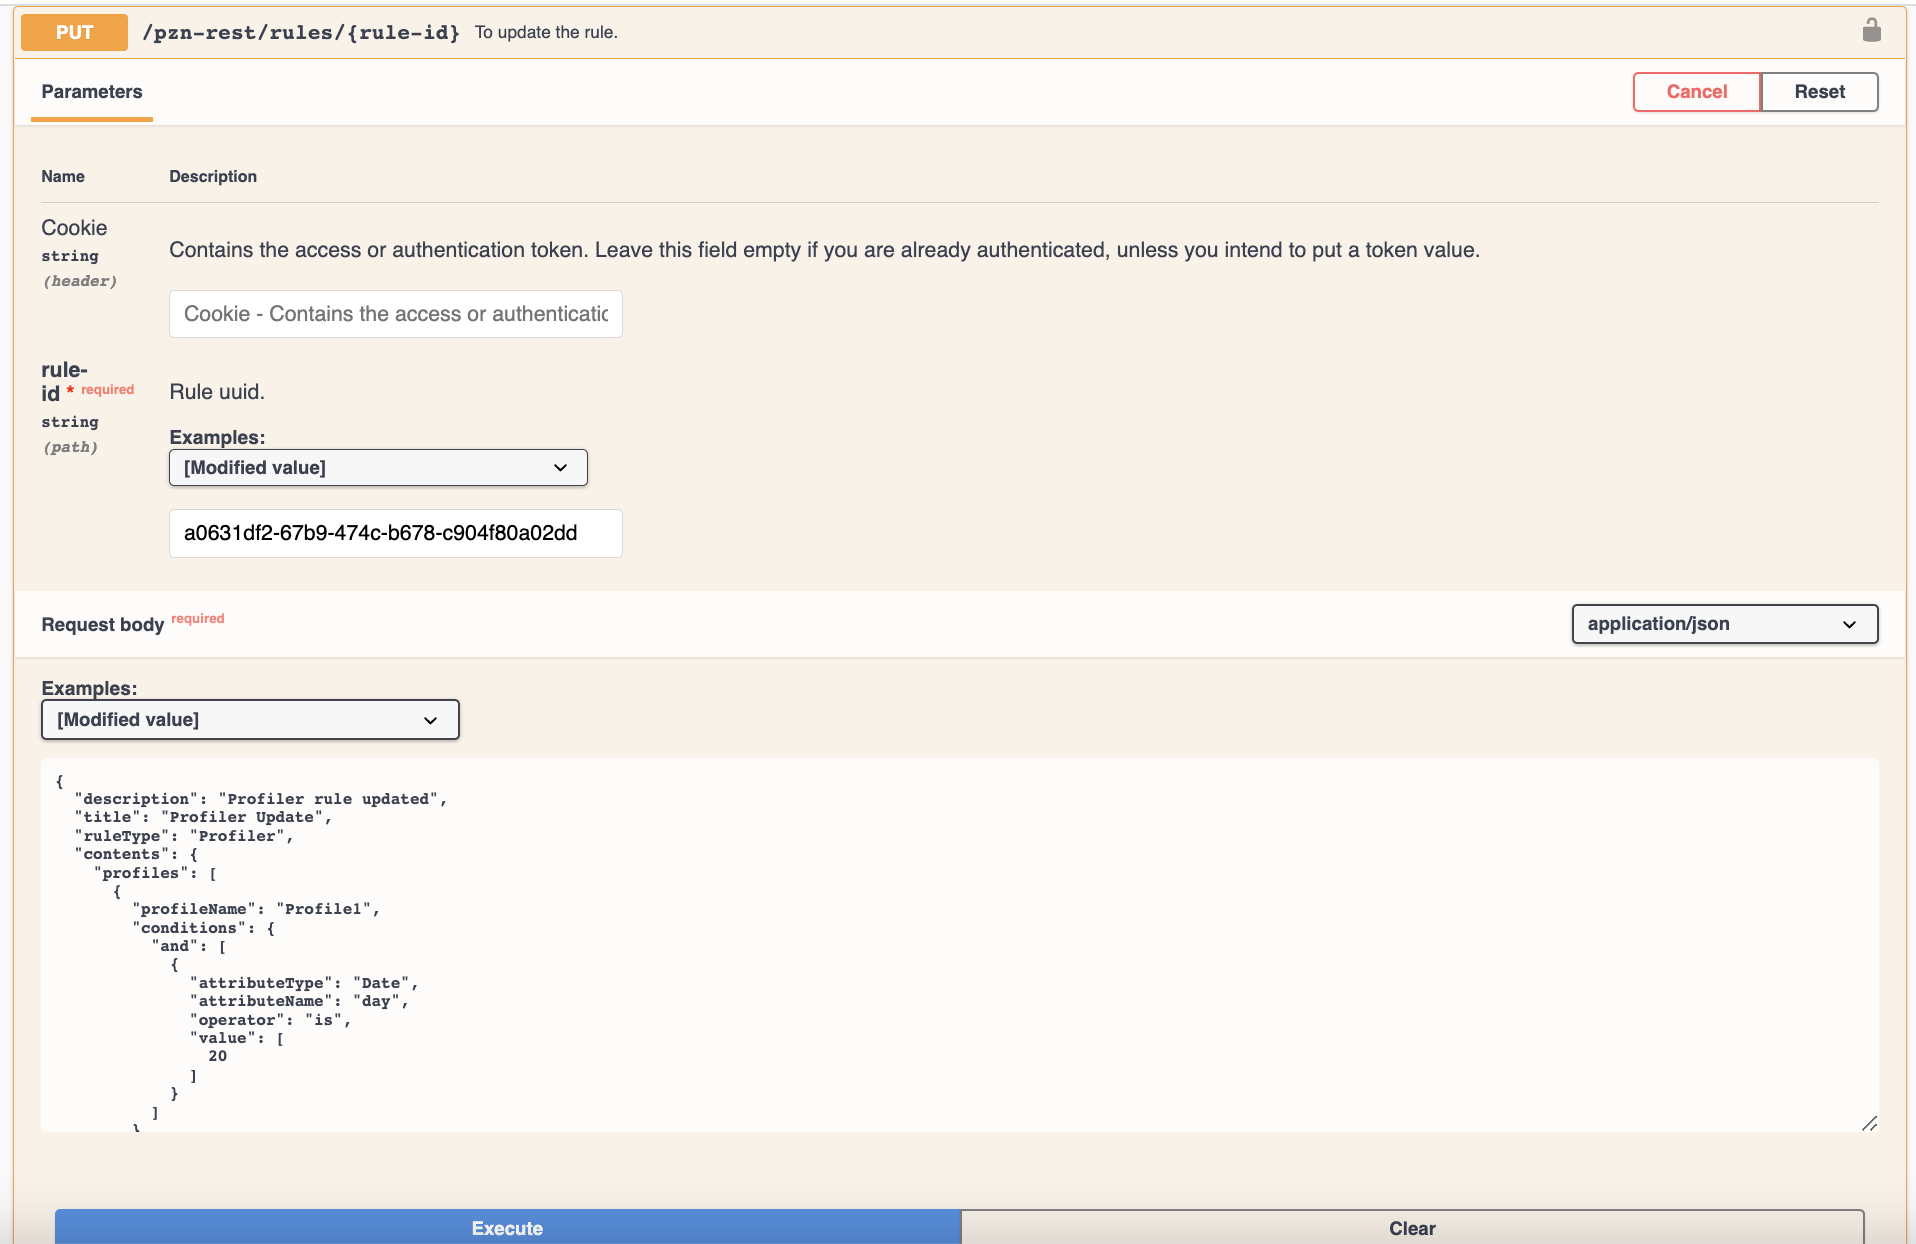 PUT /pzn-rest/rules/{rule-id} To update the rule.
Parameters
Cancel Reset
Name Description
Cookie
string
(header)
Contains the access or authentication token. Leave this field empty if you are already authenticated, unless you intend to put a token value.
Cookie - Contains the access or authenticatic
rule-
id * required
string
(path)
Rule uuid.
Examples:
[Modified value]
a0631df2-67b9-474c-b678-c904f80a02dd
Request body required
application/json
Examples:
[Modified value]
{
"description": "Profiler rule updated",
"title": "Profiler Update",
"ruleType": "Profiler",
"contents": {
"profiles": [
{
"profileName": "Profile1",
"conditions": {
"and": [
{
"attributeType": "Date",
"attributeName": "day",
"operator": "is",
"value": [
20
]
}
]
}
Execute Clear